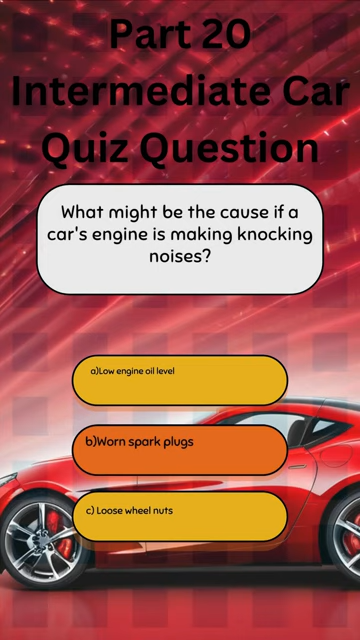 Part 20
Intermediate Car
Quiz Question
What might be the cause if a
car's engine is making knocking
noises?
a)Low engine oil level
b)Worn spark plugs
c) Loose wheel nuts